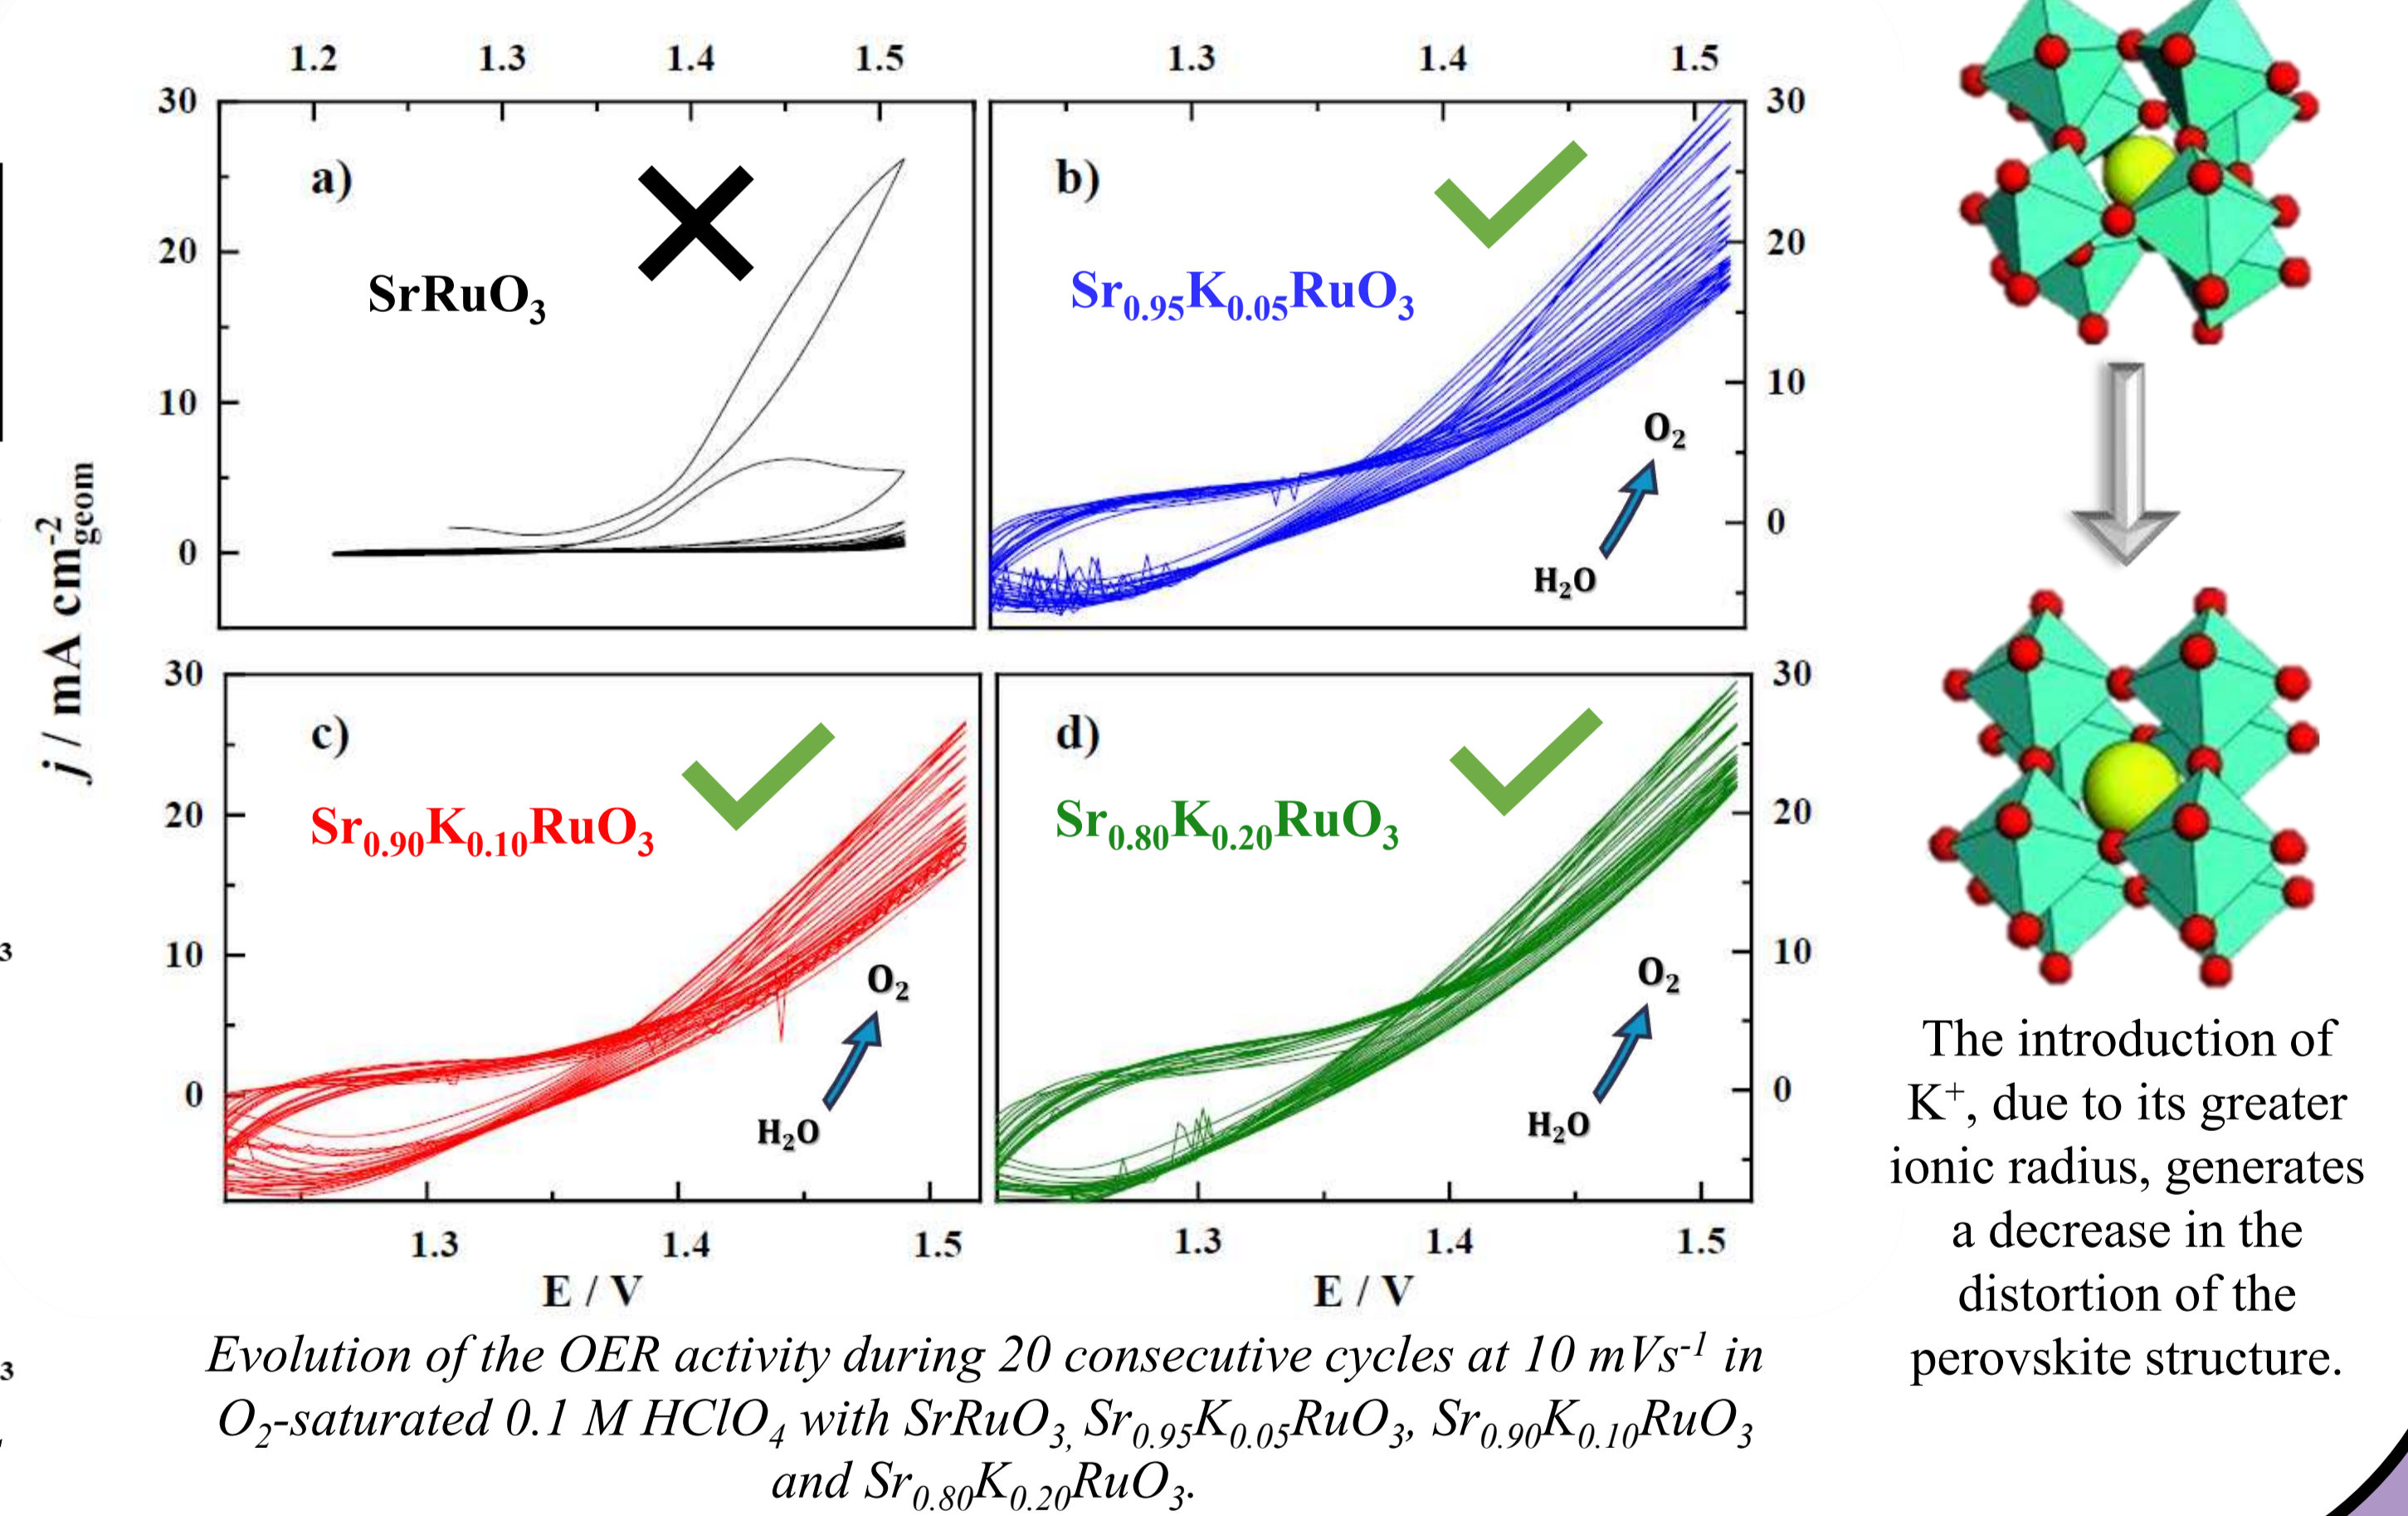 1.2 1.3 1.4 1.5 1.3 1.4 1.5
30 30
a) b)
20 20
SrRuO₃ Sr₀.₉₅K₀.₀₅RuO₃
10 10
O₂
0 0
H₂O
j / mA cm⁻²geom
30 30
c) d)
20 20
Sr₀.₉₀K₀.₁₀RuO₃ Sr₀.₈₀K₀.₂₀RuO₃
3
10 10
O₂ O₂
0 0
H₂O H₂O
1.3 1.4 1.5 1.3 1.4 1.5
E / V E / V
The introduction of
K⁺, due to its greater
ionic radius, generates
a decrease in the
distortion of the
perovskite structure.
3
Evolution of the OER activity during 20 consecutive cycles at 10 mVs⁻¹ in
O₂-saturated 0.1 M HClO₄ with SrRuO₃, Sr₀.₉₅K₀.₀₅RuO₃, Sr₀.₉₀K₀.₁₀RuO₃
and Sr₀.₈₀K₀.₂₀RuO₃.